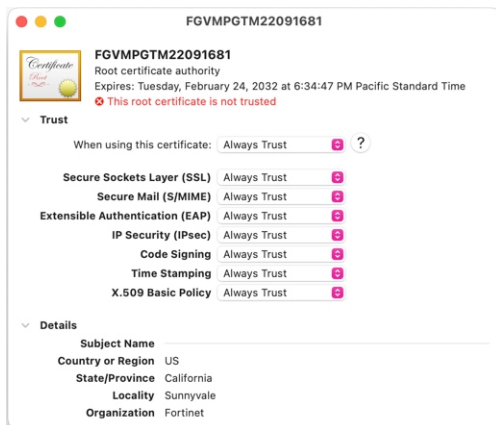 FGVMPGTM22091681
Certificate
Root
FGVMPGTM22091681
Root certificate authority
Expires: Tuesday, February 24, 2032 at 6:34:47 PM Pacific Standard Time
This root certificate is not trusted
Trust
When using this certificate: Always Trust ?
Secure Sockets Layer (SSL) Always Trust
Secure Mail (S/MIME) Always Trust
Extensible Authentication (EAP) Always Trust
IP Security (IPsec) Always Trust
Code Signing Always Trust
Time Stamping Always Trust
X.509 Basic Policy Always Trust
Details
Subject Name
Country or Region US
State/Province California
Locality Sunnyvale
Organization Fortinet